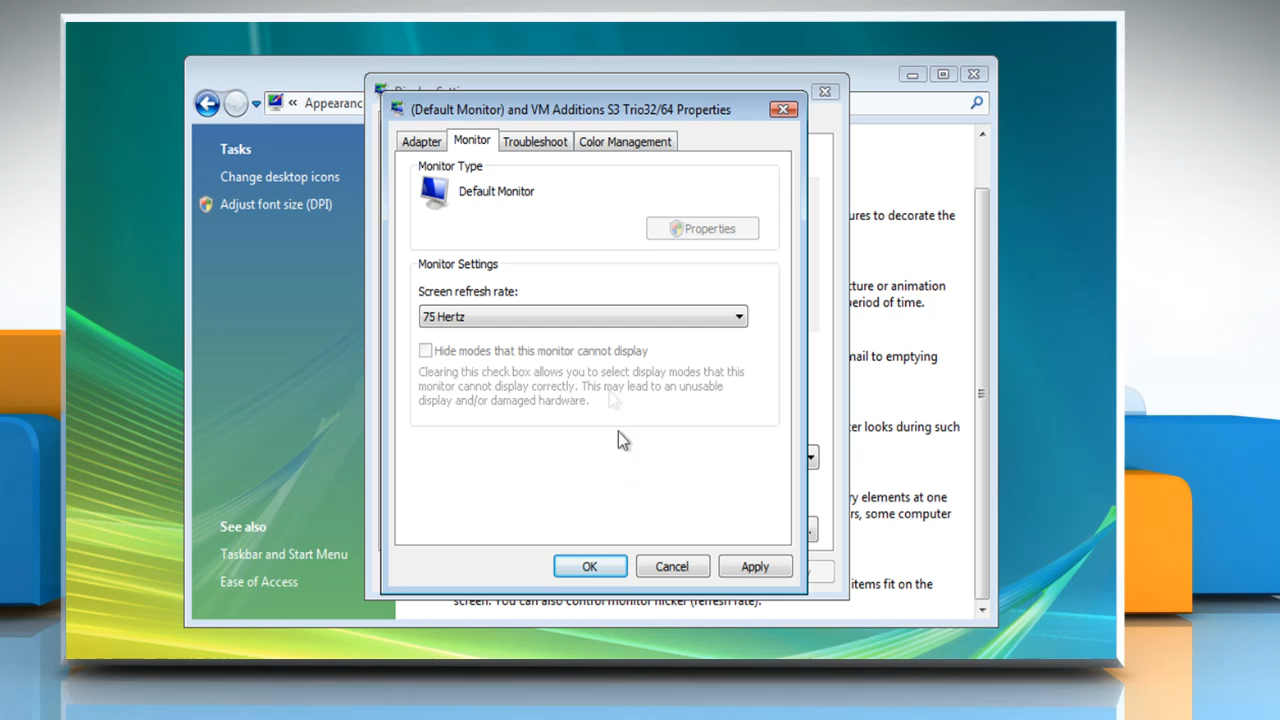 « Appearanc
Tasks
Change desktop icons
Adjust font size (DPI)
See also
Taskbar and Start Menu
Ease of Access
(Default Monitor) and VM Additions S3 Trio32/64 Properties
Adapter Monitor Troubleshoot Color Management
Monitor Type
Default Monitor
Properties
Monitor Settings
Screen refresh rate:
75 Hertz
Hide modes that this monitor cannot display
Clearing this check box allows you to select display modes that this
monitor cannot display correctly. This may lead to an unusable
display and/or damaged hardware.
OK Cancel Apply
ures to decorate the
cture or animation
eriod of time.
mail to emptying
ter looks during such
ry elements at one
rs, some computer
items fit on the
screen. You can also control monitor flicker (refresh rate).